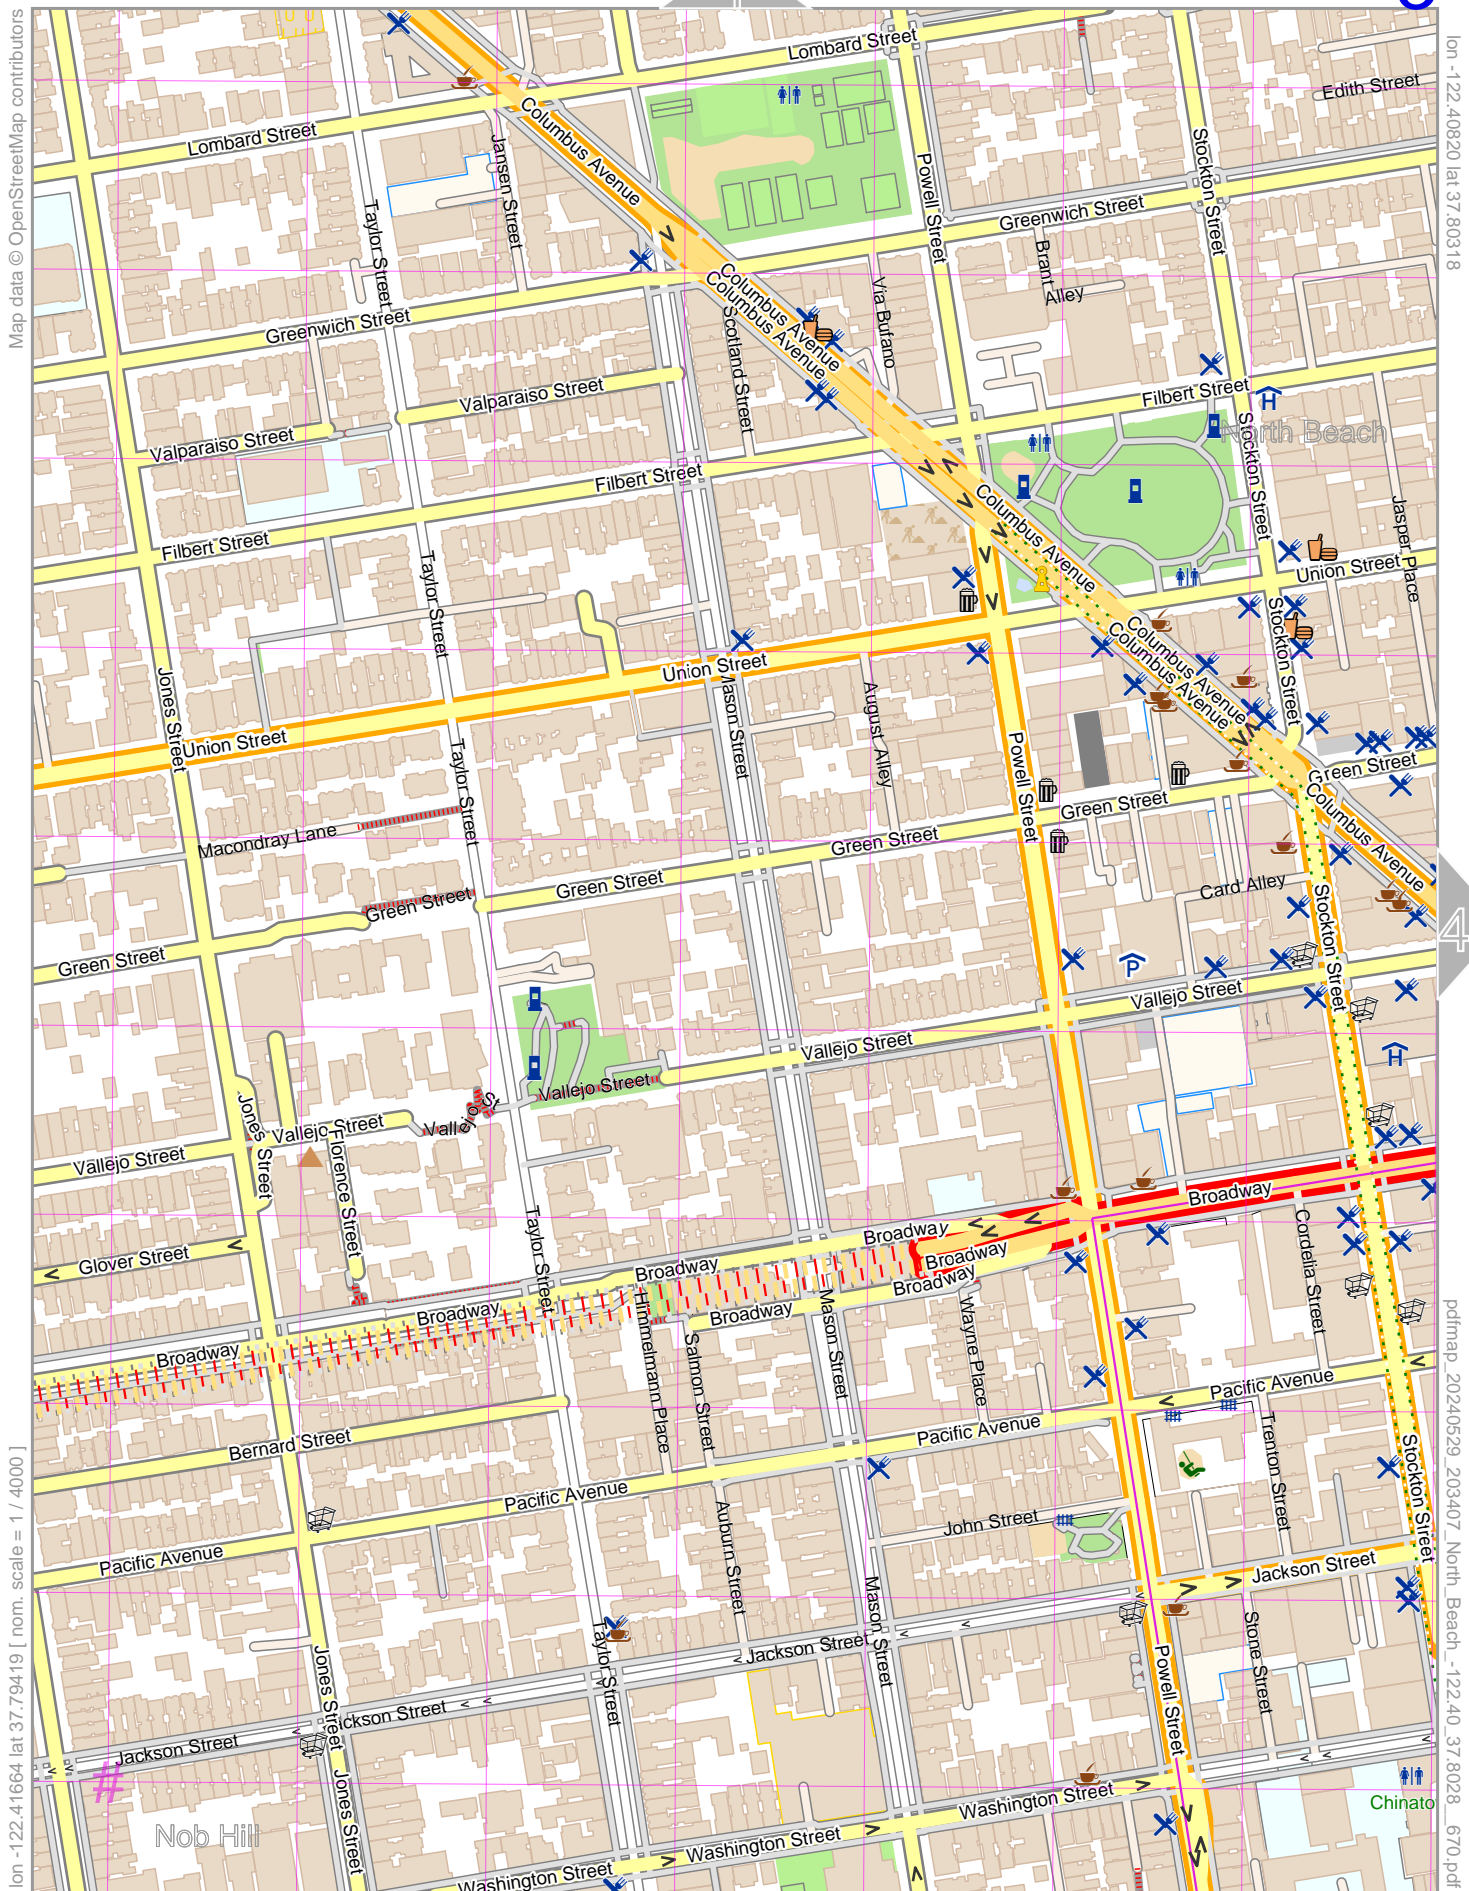 Map data © OpenStreetMap contributors
lon -122.40820 lat 37.80318
Lombard Street
Edith Street
Columbus Avenue
Lombard Street
Jansen Street
Powell Street
Stockton Street
Taylor Street
Greenwich Street
Brant
Alley
Columbus Avenue
Columbus Avenue
Via Bufano
Greenwich Street
Scotland Street
Valparaiso Street
Filbert Street
Valparaiso Street
North Beach
Stockton Street
Filbert Street
Columbus Avenue
Jasper Place
Filbert Street
Taylor Street
Union Street
Stockton Street
Columbus Avenue
Columbus Avenue
Union Street
Jones Street
Mason Street
August Alley
Union Street
Taylor Street
Powell Street
Green Street
Green Street
Columbus Avenue
Macondray Lane
Green Street
Green Street
Card Alley
Green Street
Stockton Street
4
Green Street
Vallejo Street
Vallejo Street
Vallejo Street
Jones Street
Vallejo Street
Vallejo St
Vallejo Street
Florence Street
Broadway
Taylor Street
Broadway
Cordelia Street
Glover Street
Broadway
Broadway
Broadway
Broadway
Broadway
Broadway
Himmelmann Place
Salmon Street
Mason Street
Wayne Place
Pacific Avenue
Bernard Street
Pacific Avenue
Trenton Street
Stockton Street
Pacific Avenue
Auburn Street
John Street
Pacific Avenue
Jackson Street
Mason Street
Taylor Street
Jackson Street
Stone Street
Jones Street
Powell Street
Jackson Street
Jackson Street
#
Jones Street
Washington Street
Chinato
Nob Hill
Washington Street
Washington Street
lon -122.41664 lat 37.79419 [ nom. scale = 1 / 4000 ]
pdfmap_20240529_203407_North_Beach_-122.40_37.8028__670.pdf